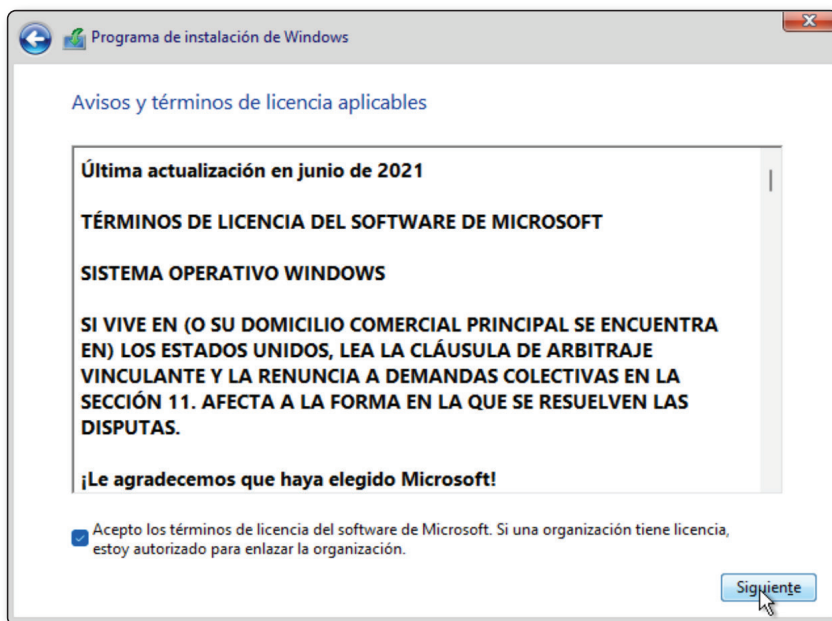 Programa de instalación de Windows
Avisos y términos de licencia aplicables
Última actualización en junio de 2021
TÉRMINOS DE LICENCIA DEL SOFTWARE DE MICROSOFT
SISTEMA OPERATIVO WINDOWS
SI VIVE EN (O SU DOMICILIO COMERCIAL PRINCIPAL SE ENCUENTRA
EN) LOS ESTADOS UNIDOS, LEA LA CLÁUSULA DE ARBITRAJE
VINCULANTE Y LA RENUNCIA A DEMANDAS COLECTIVAS EN LA
SECCIÓN 11. AFECTA A LA FORMA EN LA QUE SE RESUELVEN LAS
DISPUTAS.
¡Le agradecemos que haya elegido Microsoft!
Acepto los términos de licencia del software de Microsoft. Si una organización tiene licencia,
estoy autorizado para enlazar la organización.
Siguiente